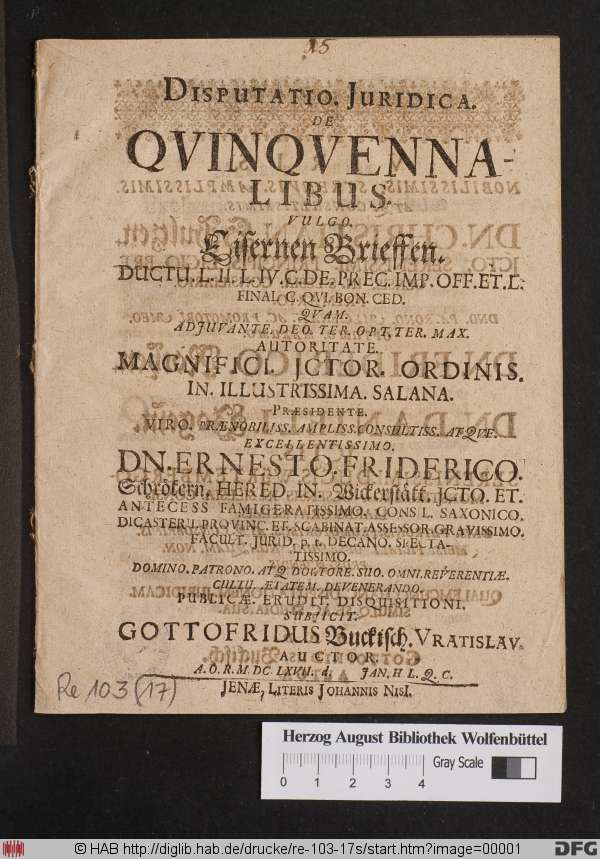 15
DISPUTATIO. JURIDICA.
DE
QVINQVENNA-
LIBUS.
VULGO.
Eisernen Brieffen.
DUCTU. L. II. L. IV. C. DE. PREC. IMP. OFF. ET. L.
FINAL. C. QVI. BON. CED.
QVAM.
ADJUVANTE. DEO. TER. OPT. TER. MAX.
AUTORITATE.
MAGNIFICI. JCTOR. ORDINIS.
IN. ILLUSTRISSIMA. SALANA.
PRÆSIDENTE.
VIRO. PRÆNOBILISS. AMPLISS. CONSULTISS. ATQVE.
EXCELLENTISSIMO.
DN. ERNESTO. FRIDERICO.
Schrökern. HERED. IN. Wickerstätt. JCTO. ET.
ANTECESS FAMIGERATISSIMO. CONSIL. SAXONICO.
DICASTERI. PROVINC. ET. SCABINAT. ASSESSOR. GRAVISSIMO.
FACULT. JURID. p. t. DECANO. SPECTA-
TISSIMO.
DOMINO. PATRONO. ATQ DOCTORE. SUO. OMNI. REVERENTIÆ.
CULTU. ÆTATEM. DEVENERANDO.
PUBLICÆ. ERUDIT. DISQUISITIONI.
SUBJICIT.
GOTTOFRIDUS Buckisch, VRATISLAV.
AUCTOR.
A. O. R. M. DC. LXVII. d. JAN. H L. Q. C.
JENÆ, LITERIS JOHANNIS NISI.
Re 103 (17)
Herzog August Bibliothek Wolfenbüttel
0 1 2 3 4 Gray Scale
© HAB http://diglib.hab.de/drucke/re-103-17s/start.htm?image=00001
DFG